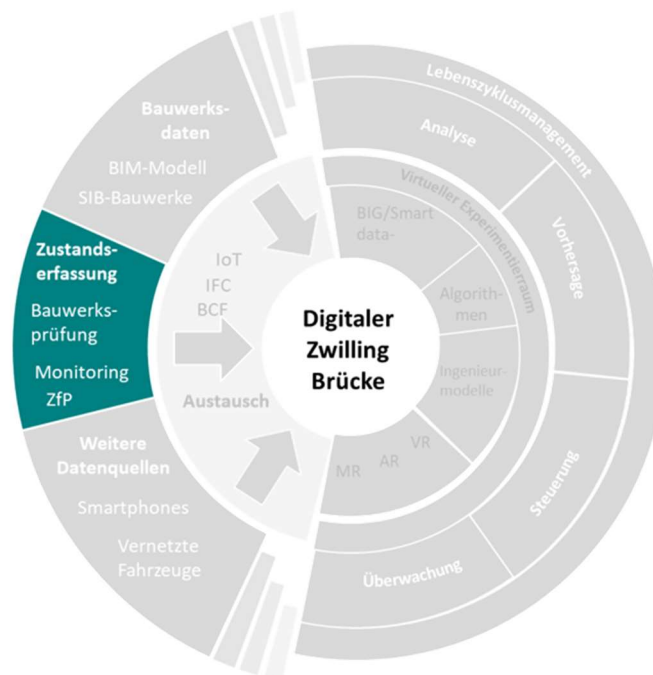 Bauwerks-
daten
BIM-Modell
SIB-Bauwerke
Zustands-
erfassung
Bauwerks-
prüfung
Monitoring
ZfP
Weitere
Datenquellen
Smartphones
Vernetzte
Fahrzeuge
IoT
IFC
BCF
Austausch
Digitaler
Zwilling
Brücke
BIG/Smart
data-
Algorith-
men
Ingenieur-
modelle
VR
AR
MR
Virtueller Experimentierraum
Analyse
Vorhersage
Steuerung
Überwachung
Lebenszyklusmanagement